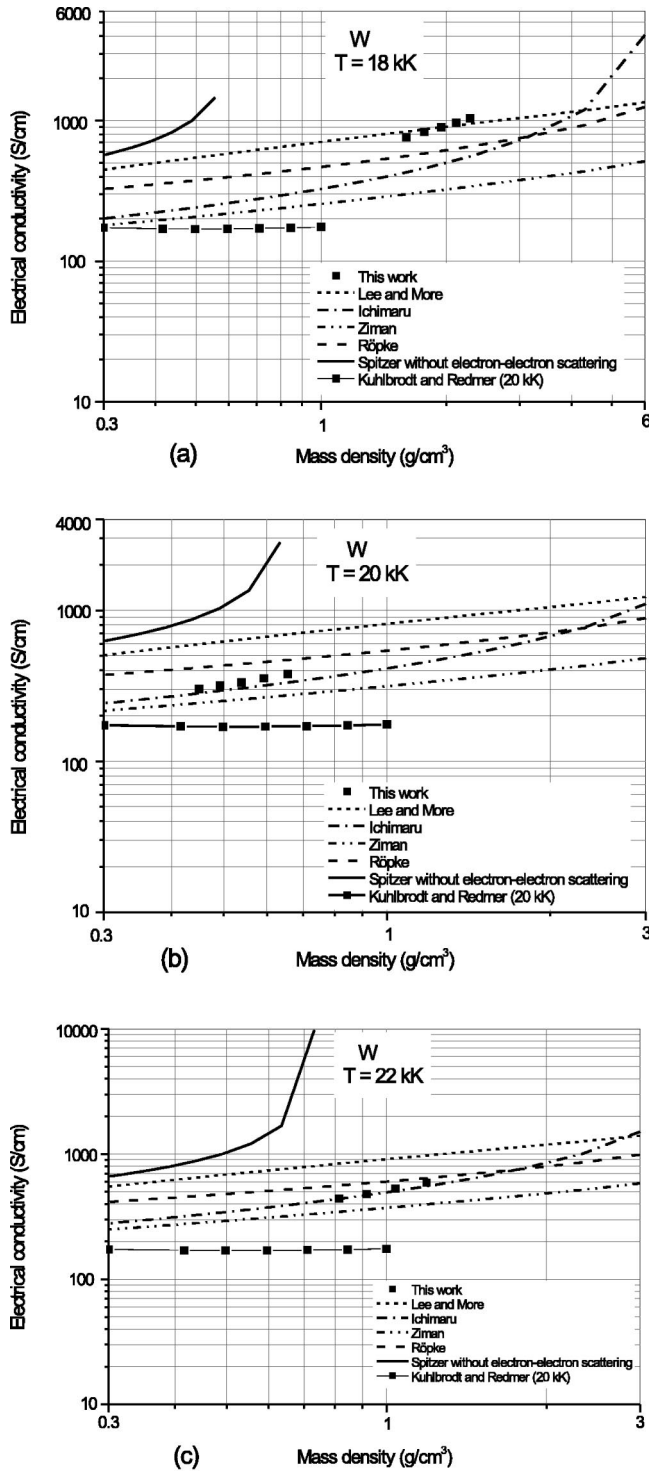 6000
W
T = 18 kK
1000
100
10
Electrical conductivity (S/cm)
This work
Lee and More
Ichimaru
Ziman
Röpke
Spitzer without electron-electron scattering
Kuhlbrodt and Redmer (20 kK)
0.3
1
6
Mass density (g/cm³)
(a)
4000
W
T = 20 kK
1000
100
10
Electrical conductivity (S/cm)
This work
Lee and More
Ichimaru
Ziman
Röpke
Spitzer without electron-electron scattering
Kuhlbrodt and Redmer (20 kK)
0.3
1
3
Mass density (g/cm³)
(b)
10000
W
T = 22 kK
1000
100
10
Electrical conductivity (S/cm)
This work
Lee and More
Ichimaru
Ziman
Röpke
Spitzer without electron-electron scattering
Kuhlbrodt and Redmer (20 kK)
0.3
1
3
Mass density (g/cm³)
(c)